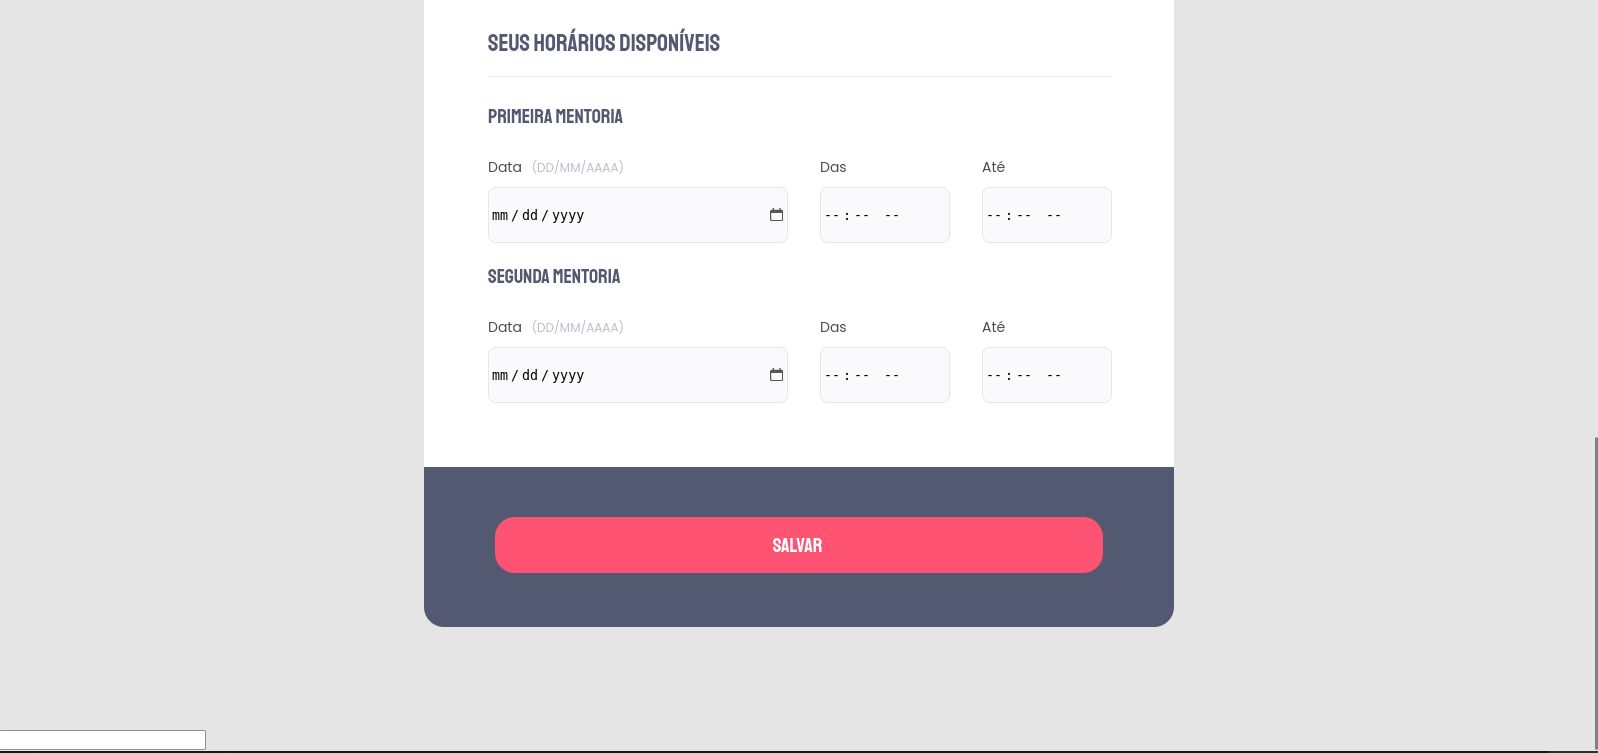 SEUS HORÁRIOS DISPONÍVEIS
PRIMEIRA MENTORIA
Data (DD/MM/AAAA) Das Até
mm/dd/yyyy --:-- -- --:-- --
SEGUNDA MENTORIA
Data (DD/MM/AAAA) Das Até
mm/dd/yyyy --:-- -- --:-- --
SALVAR